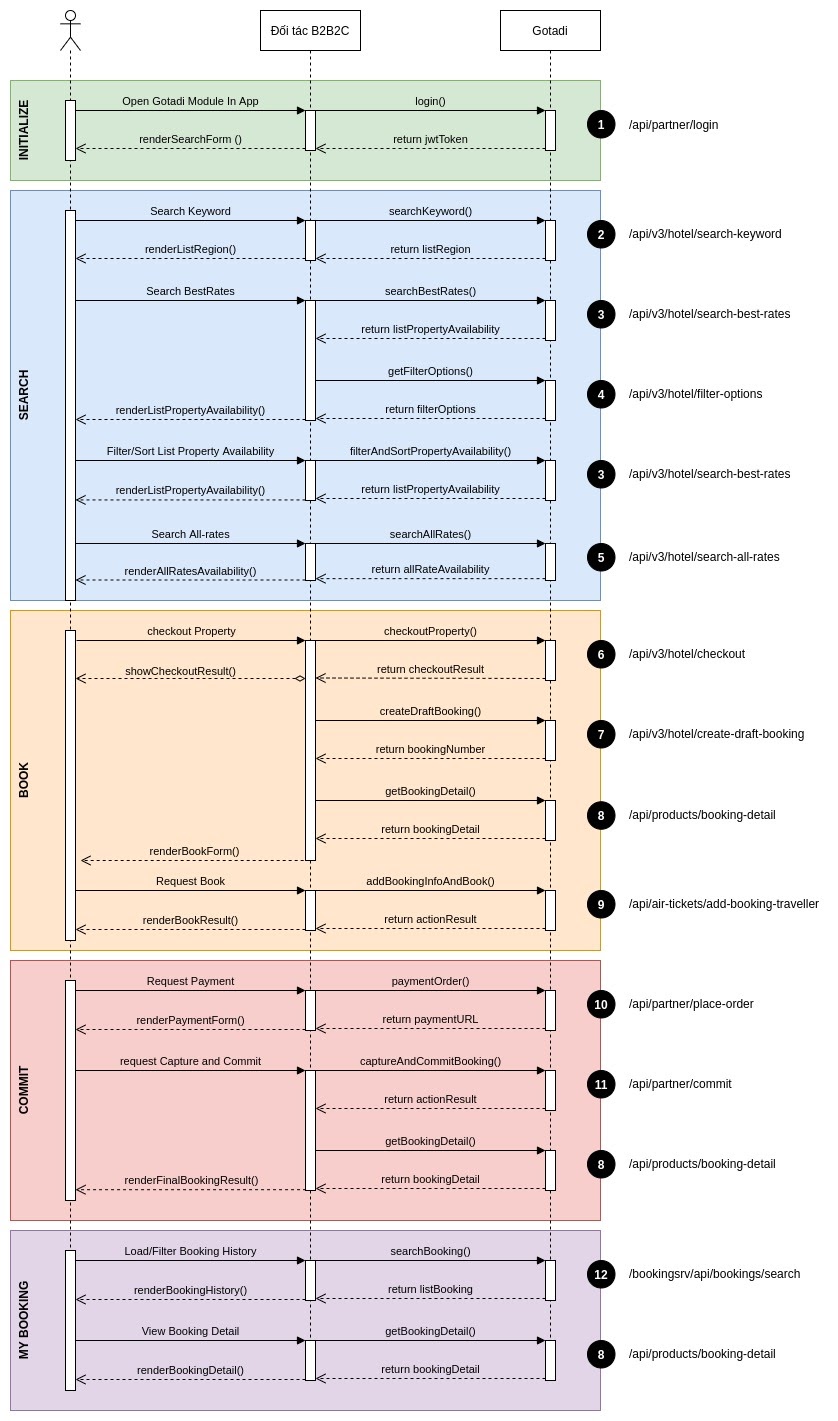 Đối tác B2B2C
Gotadi
INITIALIZE
Open Gotadi Module In App
login()
1
/api/partner/login
renderSearchForm ()
return jwtToken
SEARCH
Search Keyword
searchKeyword()
2
/api/v3/hotel/search-keyword
renderListRegion()
return listRegion
Search BestRates
searchBestRates()
3
/api/v3/hotel/search-best-rates
return listPropertyAvailability
getFilterOptions()
4
/api/v3/hotel/filter-options
renderListPropertyAvailability()
return filterOptions
Filter/Sort List Property Availability
filterAndSortPropertyAvailability()
3
/api/v3/hotel/search-best-rates
renderListPropertyAvailability()
return listPropertyAvailability
Search All-rates
searchAllRates()
5
/api/v3/hotel/search-all-rates
renderAllRatesAvailability()
return allRateAvailability
BOOK
checkout Property
checkoutProperty()
6
/api/v3/hotel/checkout
showCheckoutResult()
return checkoutResult
createDraftBooking()
7
/api/v3/hotel/create-draft-booking
return bookingNumber
getBookingDetail()
8
/api/products/booking-detail
return bookingDetail
renderBookForm()
Request Book
addBookingInfoAndBook()
9
/api/air-tickets/add-booking-traveller
renderBookResult()
return actionResult
COMMIT
Request Payment
paymentOrder()
10
/api/partner/place-order
renderPaymentForm()
return paymentURL
request Capture and Commit
captureAndCommitBooking()
11
/api/partner/commit
return actionResult
getBookingDetail()
8
/api/products/booking-detail
renderFinalBookingResult()
return bookingDetail
MY BOOKING
Load/Filter Booking History
searchBooking()
12
/bookingsrv/api/bookings/search
renderBookingHistory()
return listBooking
View Booking Detail
getBookingDetail()
8
/api/products/booking-detail
renderBookingDetail()
return bookingDetail